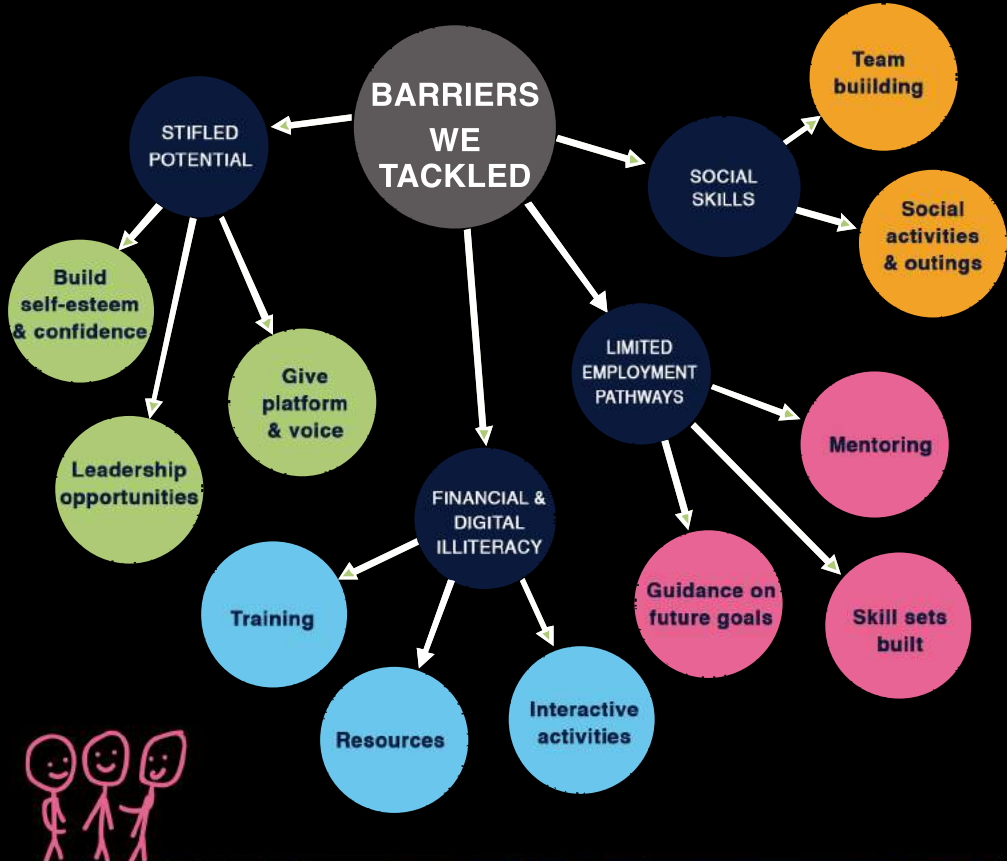 BARRIERS
WE
TACKLED
STIFLED
POTENTIAL
Build
self-esteem
& confidence
Leadership
opportunities
Give
platform
& voice
FINANCIAL &
DIGITAL
ILLITERACY
Training
Resources
Interactive
activities
LIMITED
EMPLOYMENT
PATHWAYS
Guidance on
future goals
Skill sets
built
Mentoring
SOCIAL
SKILLS
Team
buiilding
Social
activities
& outings